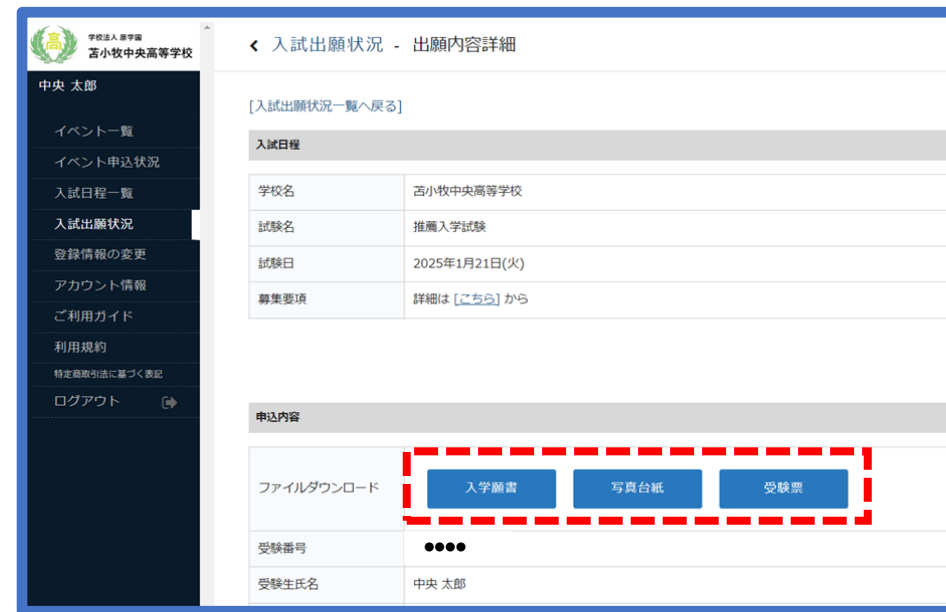 高
学校法人 原学園
苫小牧中央高等学校
中央 太郎
イベント一覧
イベント申込状況
入試日程一覧
入試出願状況
登録情報の変更
アカウント情報
ご利用ガイド
利用規約
特定商取引法に基づく表記
ログアウト
入試出願状況 - 出願内容詳細
[入試出願状況一覧へ戻る]
入試日程
学校名 苫小牧中央高等学校
試験名 推薦入学試験
試験日 2025年1月21日(火)
募集要項 詳細は [こちら] から
申込内容
ファイルダウンロード 入学願書 写真台紙 受験票
受験番号 ●●●●
受験生氏名 中央 太郎